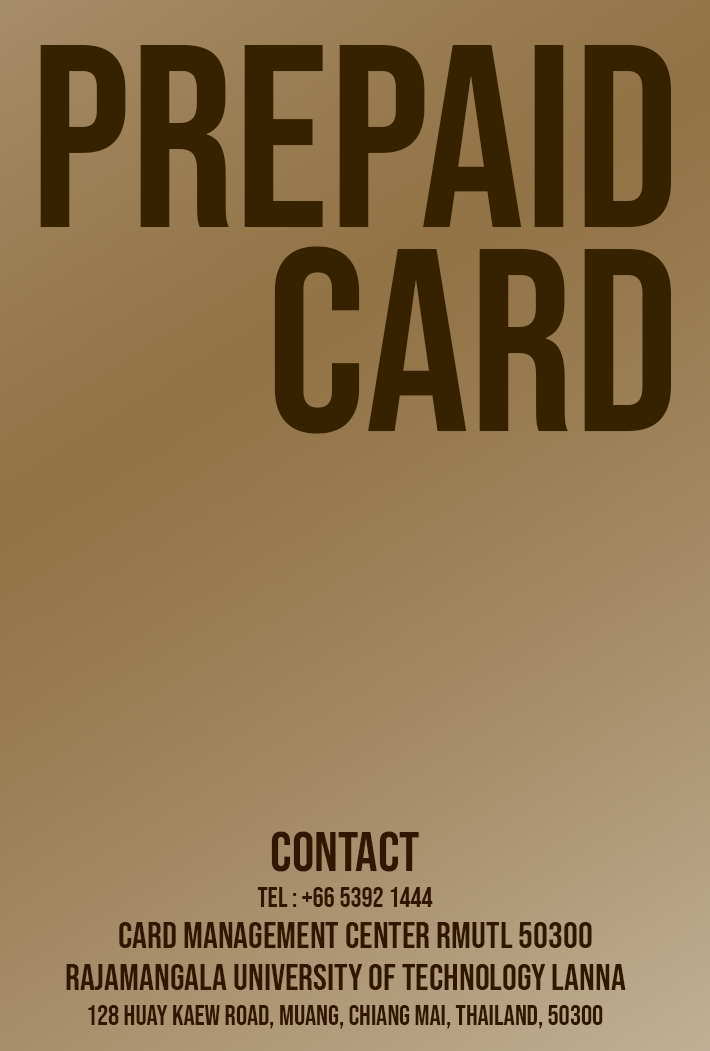 PREPAID
CARD
CONTACT
TEL : +66 5392 1444
CARD MANAGEMENT CENTER RMUTL 50300
RAJAMANGALA UNIVERSITY OF TECHNOLOGY LANNA
128 HUAY KAEW ROAD, MUANG, CHIANG MAI, THAILAND, 50300